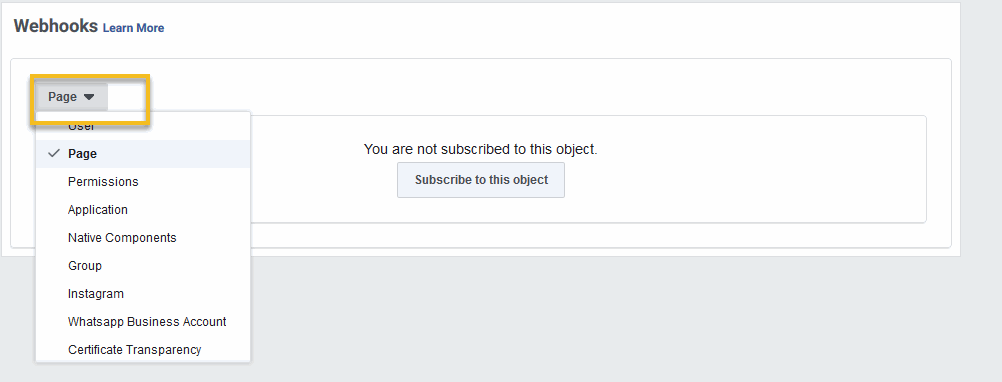 Webhooks Learn More
Page
User
You are not subscribed to this object.
Page
Subscribe to this object
Permissions
Application
Native Components
Group
Instagram
Whatsapp Business Account
Certificate Transparency